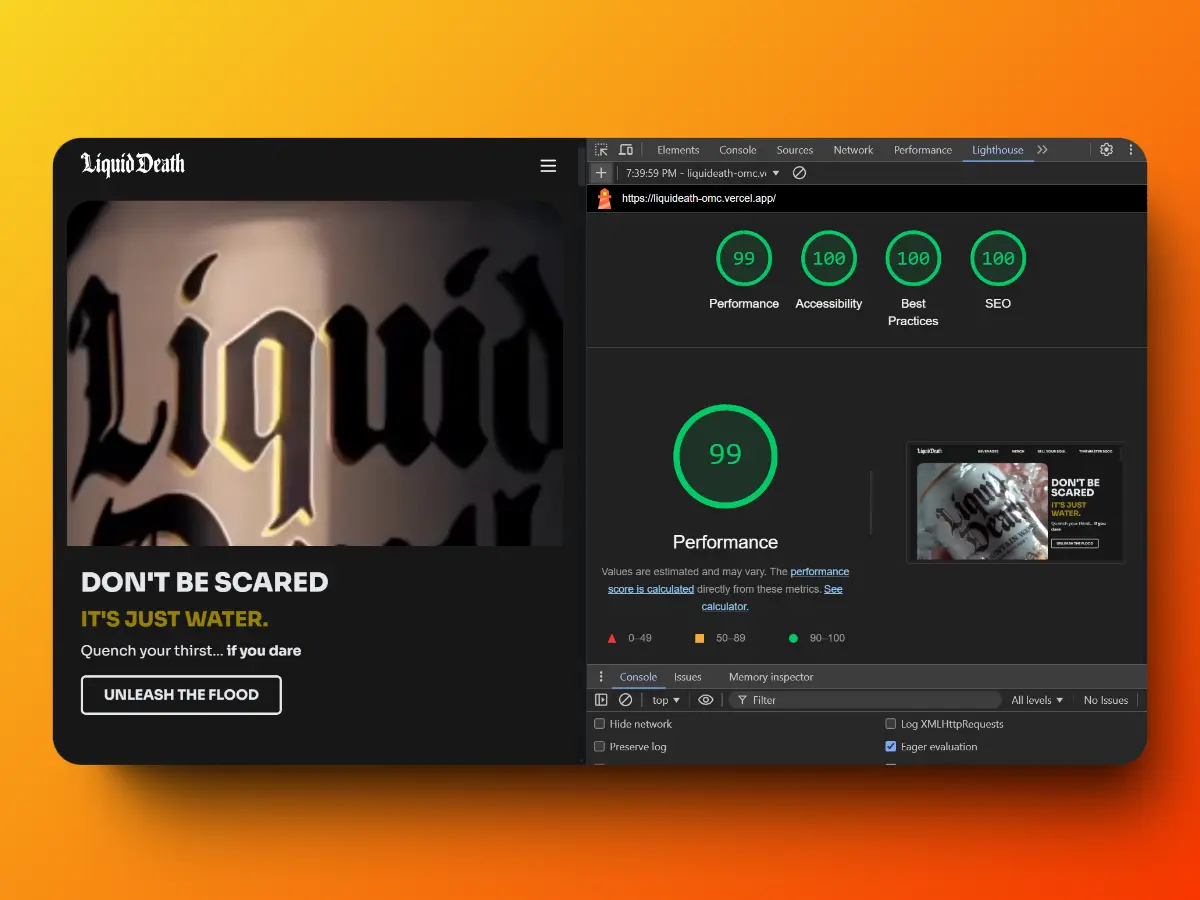 Liquid Death
Liquid
DON'T BE SCARED
IT'S JUST WATER.
Quench your thirst... if you dare
UNLEASH THE FLOOD
Elements Console Sources Network Performance Lighthouse
7:39:59 PM - liquideath-omc.v
https://liquideath-omc.vercel.app/
99 100 100 100
Performance Accessibility Best Practices SEO
99
Performance
Values are estimated and may vary. The performance
score is calculated directly from these metrics. See
calculator.
0–49 50–89 90–100
Liquid Death BEVERAGES MERCH SELL YOUR SOUL
Liquid
Death
DON'T BE
SCARED
IT'S JUST
WATER.
Quench your thirst... if you
dare
UNLEASH THE FLOOD
Console Issues Memory inspector
top Filter All levels No Issues
Hide network Log XMLHttpRequests
Preserve log Eager evaluation